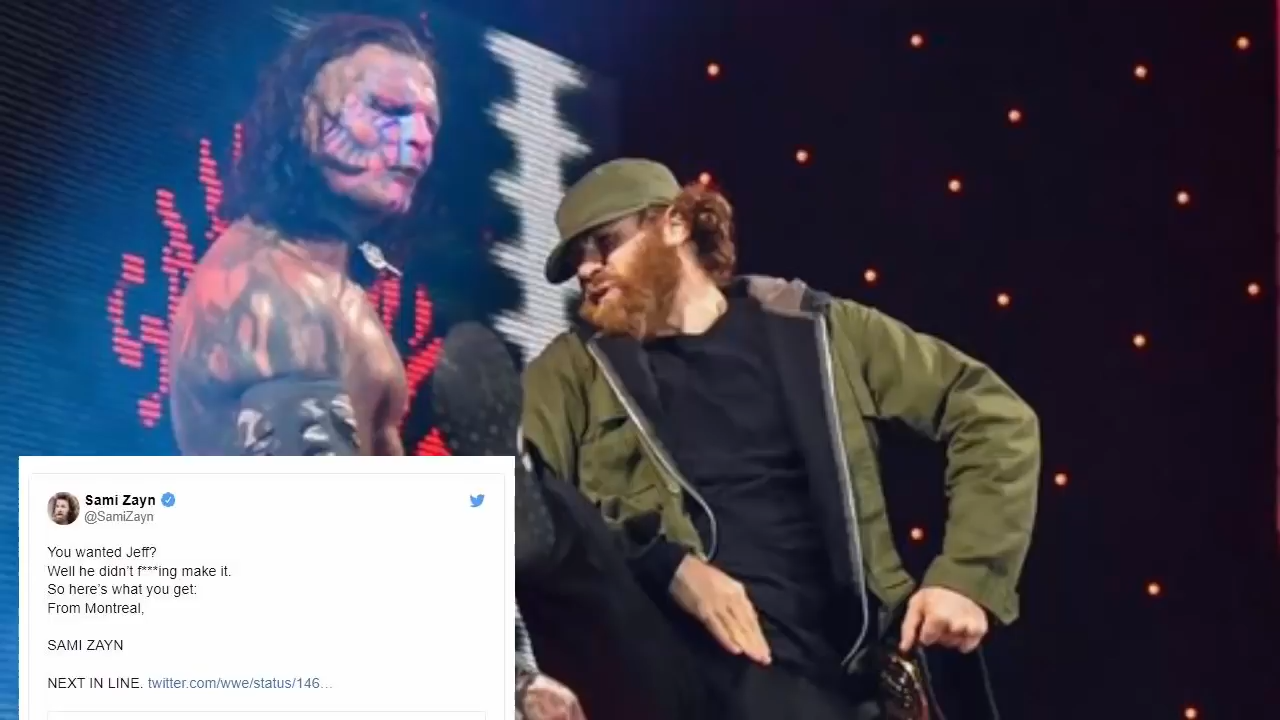 Sami Zayn
@SamiZayn
You wanted Jeff?
Well he didn't f***ing make it.
So here's what you get:
From Montreal,
SAMI ZAYN
NEXT IN LINE. twitter.com/wwe/status/146…